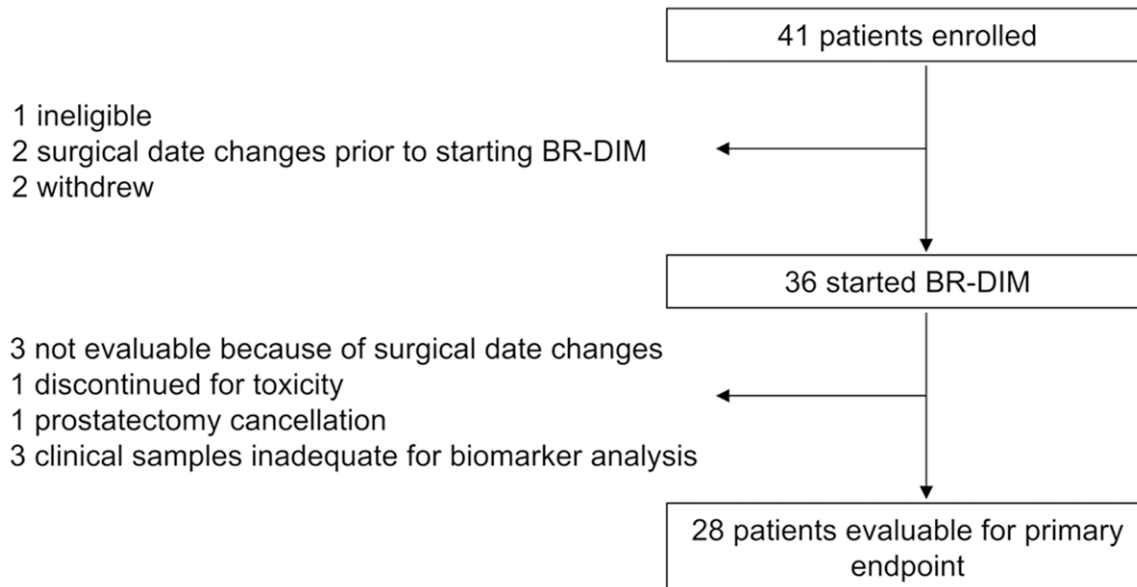 41 patients enrolled
1 ineligible
2 surgical date changes prior to starting BR-DIM
2 withdrew
36 started BR-DIM
3 not evaluable because of surgical date changes
1 discontinued for toxicity
1 prostatectomy cancellation
3 clinical samples inadequate for biomarker analysis
28 patients evaluable for primary
endpoint